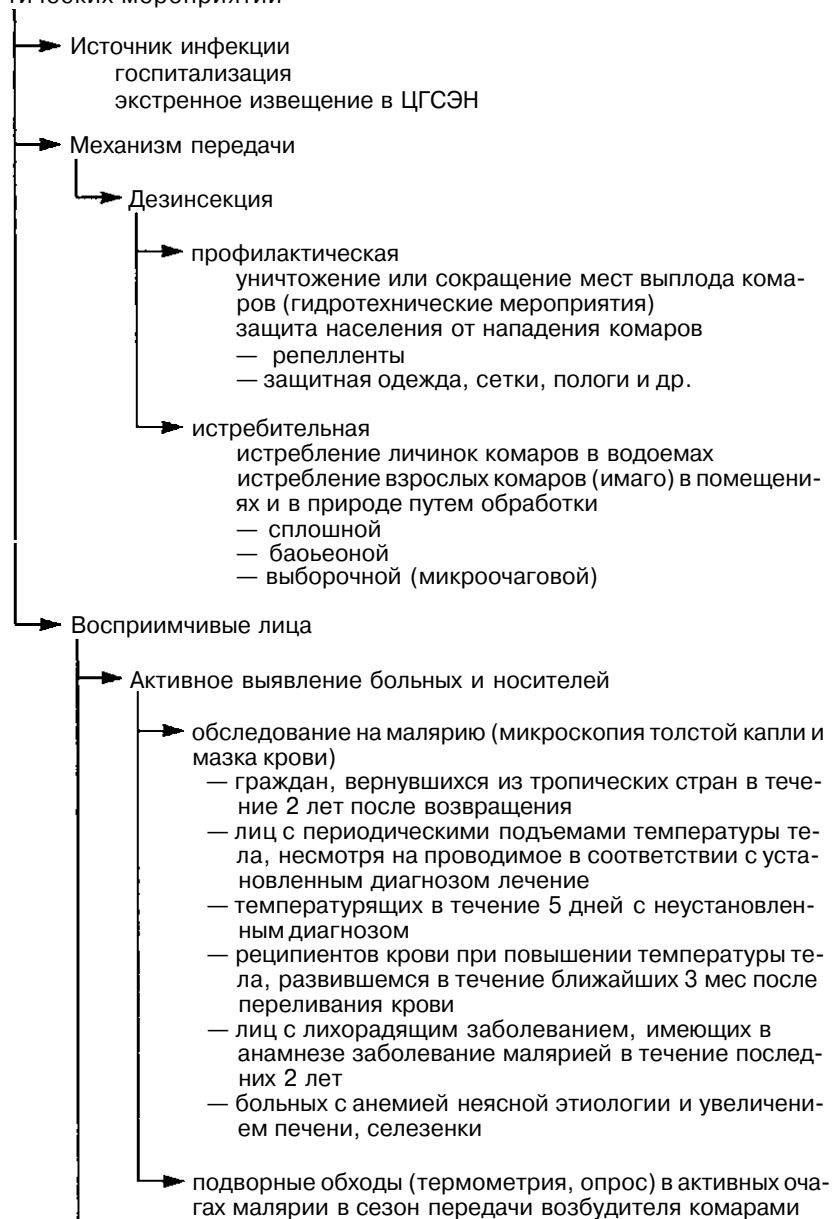 Источник инфекции
госпитализация
экстренное извещение в ЦГСЭН
Механизм передачи
Дезинсекция
профилактическая
уничтожение или сокращение мест выплода кома-
ров (гидротехнические мероприятия)
защита населения от нападения комаров
— репелленты
— защитная одежда, сетки, пологи и др.
истребительная
истребление личинок комаров в водоемах
истребление взрослых комаров (имаго) в помещени-
ях и в природе путем обработки
— сплошной
— баоьеоной
— выборочной (микроочаговой)
Восприимчивые лица
Активное выявление больных и носителей
обследование на малярию (микроскопия толстой капли и
мазка крови)
— граждан, вернувшихся из тропических стран в тече-
ние 2 лет после возвращения
— лиц с периодическими подъемами температуры те-
ла, несмотря на проводимое в соответствии с уста-
новленным диагнозом лечение
— температурящих в течение 5 дней с неустановлен-
ным диагнозом
— реципиентов крови при повышении температуры те-
ла, развившемся в течение ближайших 3 мес после
переливания крови
— лиц с лихорадящим заболеванием, имеющих в
анамнезе заболевание малярией в течение послед-
них 2 лет
— больных с анемией неясной этиологии и увеличени-
ем печени, селезенки
подворные обходы (термометрия, опрос) в активных оча-
гах малярии в сезон передачи возбудителя комарами